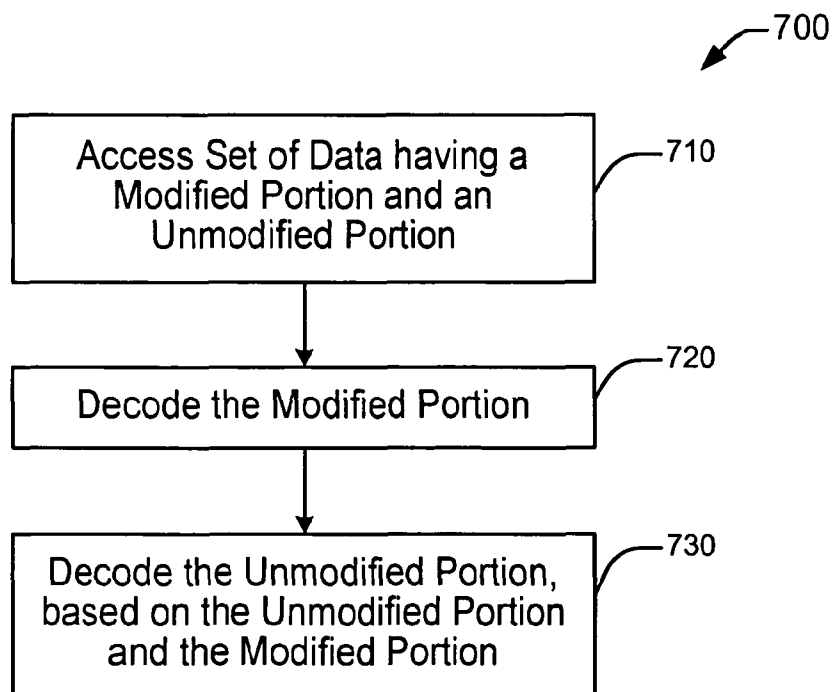 700
Access Set of Data having a
Modified Portion and an
Unmodified Portion
710
Decode the Modified Portion
720
Decode the Unmodified Portion,
based on the Unmodified Portion
and the Modified Portion
730